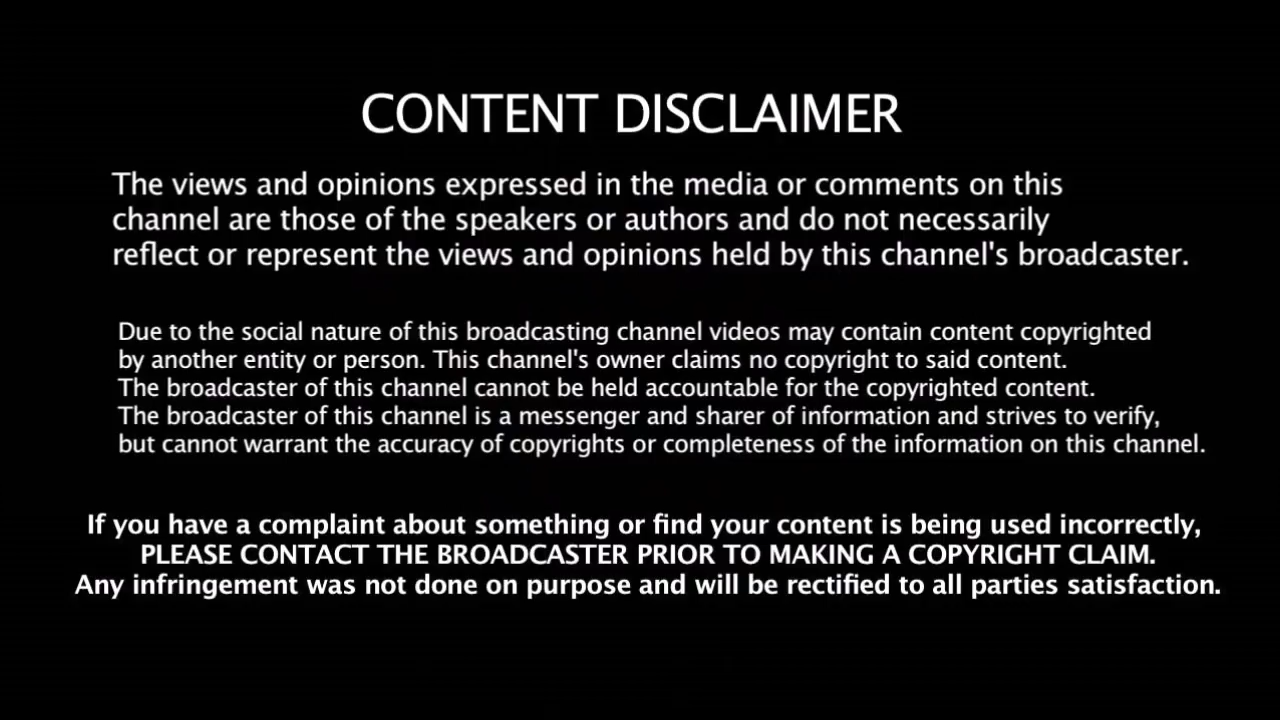 CONTENT DISCLAIMER
The views and opinions expressed in the media or comments on this
channel are those of the speakers or authors and do not necessarily
reflect or represent the views and opinions held by this channel's broadcaster.
Due to the social nature of this broadcasting channel videos may contain content copyrighted
by another entity or person. This channel's owner claims no copyright to said content.
The broadcaster of this channel cannot be held accountable for the copyrighted content.
The broadcaster of this channel is a messenger and sharer of information and strives to verify,
but cannot warrant the accuracy of copyrights or completeness of the information on this channel.
If you have a complaint about something or find your content is being used incorrectly,
PLEASE CONTACT THE BROADCASTER PRIOR TO MAKING A COPYRIGHT CLAIM.
Any infringement was not done on purpose and will be rectified to all parties satisfaction.